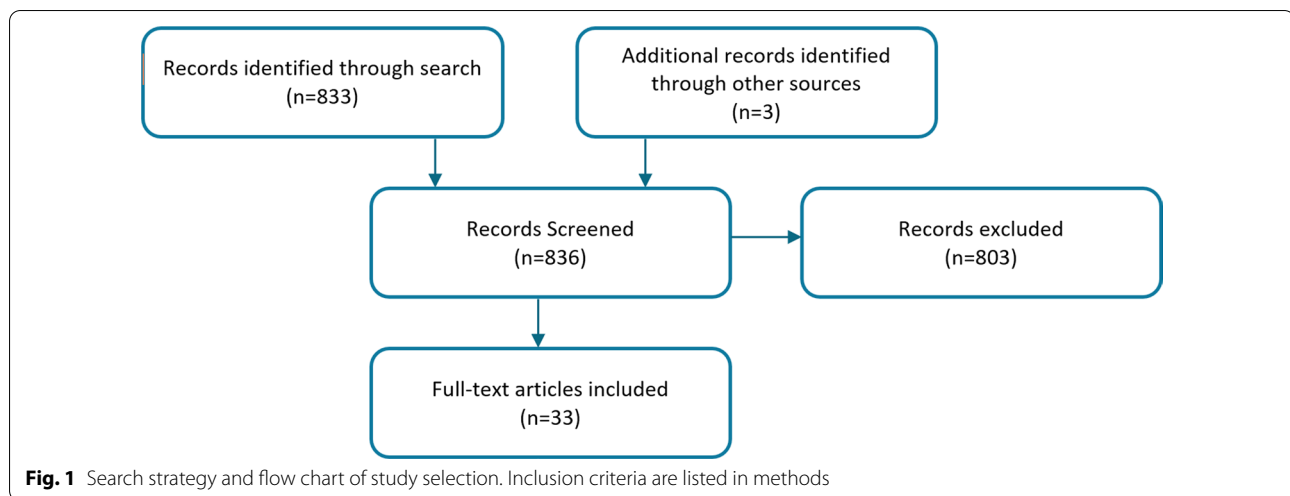 Records identified through search
(n=833)
Additional records identified
through other sources
(n=3)
Records Screened
(n=836)
Records excluded
(n=803)
Full-text articles included
(n=33)
Fig. 1 Search strategy and flow chart of study selection. Inclusion criteria are listed in methods